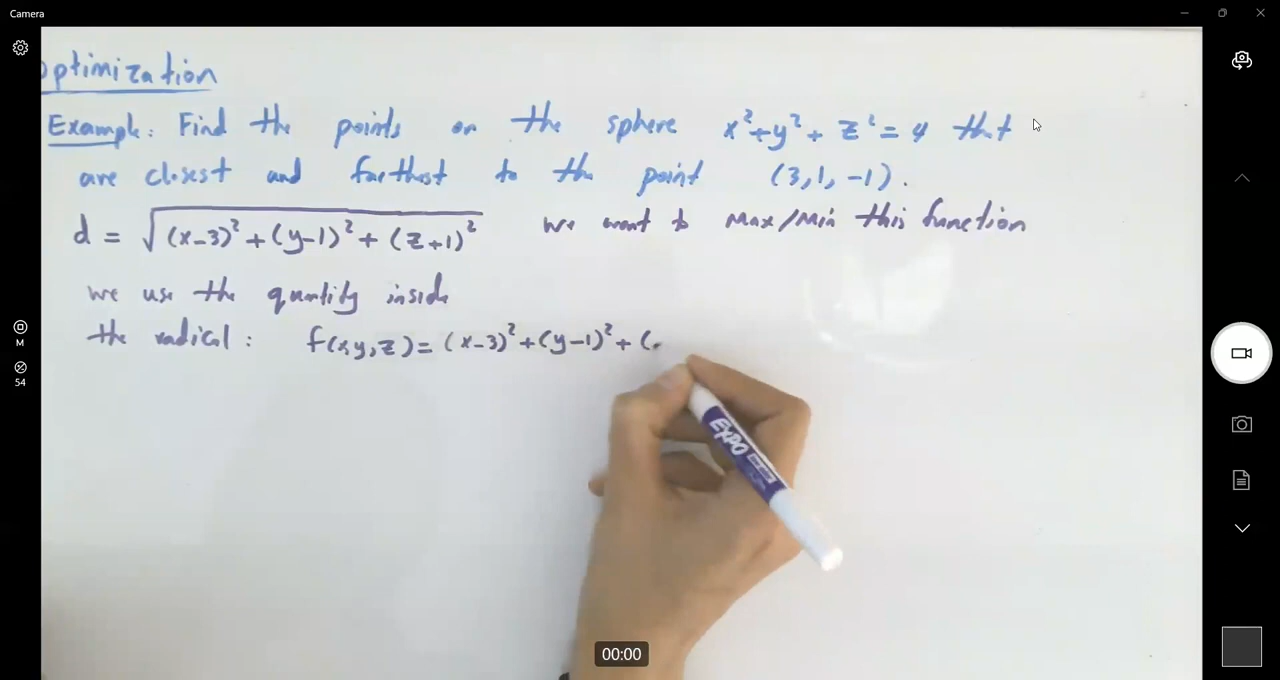 Camera
optimization
Example: Find the points on the sphere x²+y²+z²=4 that
are closest and farthest to the point (3,1,-1).
d = √(x-3)²+(y-1)²+(z+1)² we want to Max/Min this function
we use the quantity inside
the radical: f(x,y,z)=(x-3)²+(y-1)²+(
EXPO
M
54
00:00